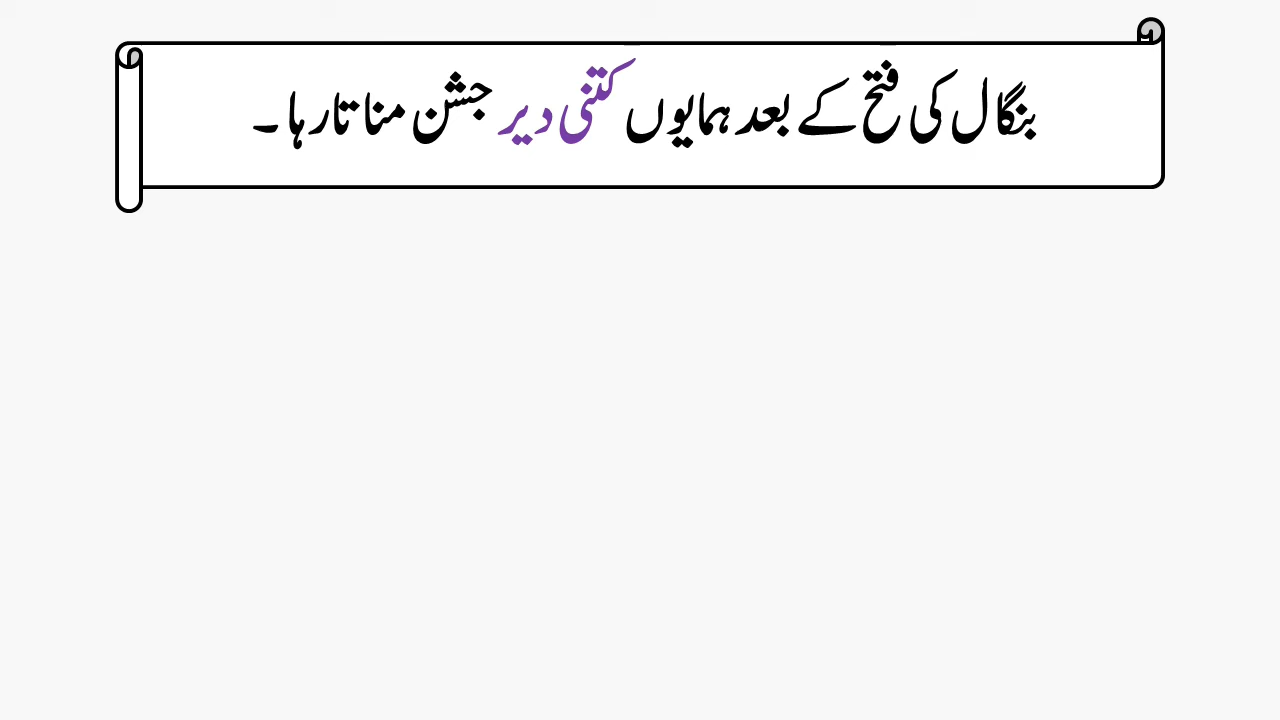 بنگال کی فتح کے بعد ہمایوں کتنی دیر جشن مناتا رہا ۔